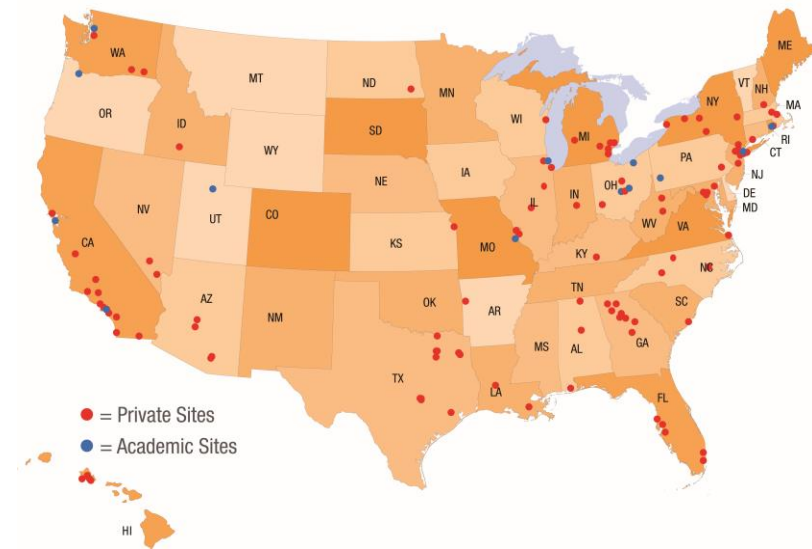 WA
MT
ND
MN
ME
VT
NH
OR
ID
SD
WI
MI
NY
MA
WY
RI
CT
NE
IA
PA
NJ
NV
UT
CO
IL
IN
OH
DE
MD
CA
KS
MO
WV
VA
KY
AZ
NM
OK
AR
TN
NC
SC
MS
AL
GA
TX
LA
FL
= Private Sites
= Academic Sites
HI